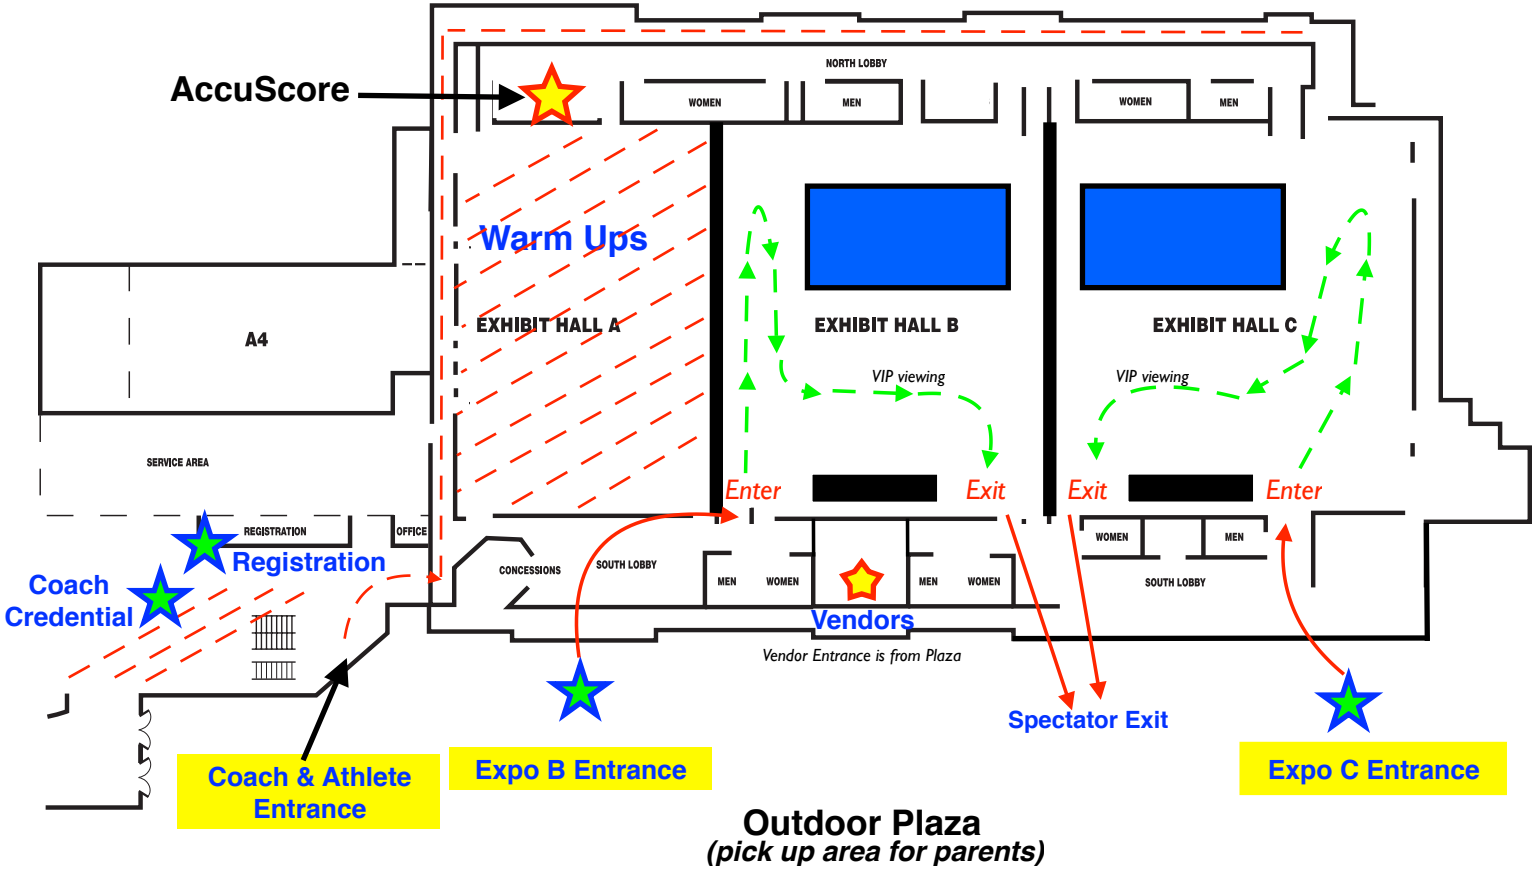 NORTH LOBBY
AccuScore
WOMEN
MEN
WOMEN
MEN
Warm Ups
EXHIBIT HALL A
EXHIBIT HALL B
EXHIBIT HALL C
A4
VIP viewing
VIP viewing
SERVICE AREA
Enter
Exit
Exit
Enter
REGISTRATION
OFFICE
Registration
CONCESSIONS
SOUTH LOBBY
MEN
WOMEN
MEN
WOMEN
WOMEN
MEN
SOUTH LOBBY
Coach
Credential
Vendors
Vendor Entrance is from Plaza
Spectator Exit
Coach & Athlete
Entrance
Expo B Entrance
Expo C Entrance
Outdoor Plaza
(pick up area for parents)